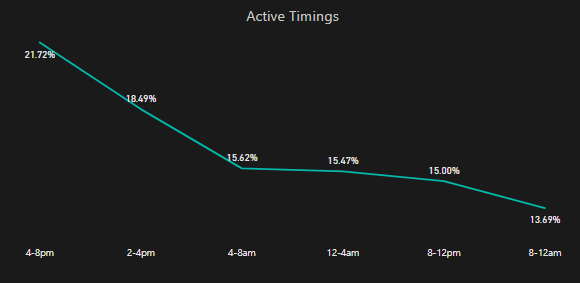 Active Timings
21.72%
18.49%
15.62%
15.47%
15.00%
13.69%
4-8pm
2-4pm
4-8am
12-4am
8-12pm
8-12am